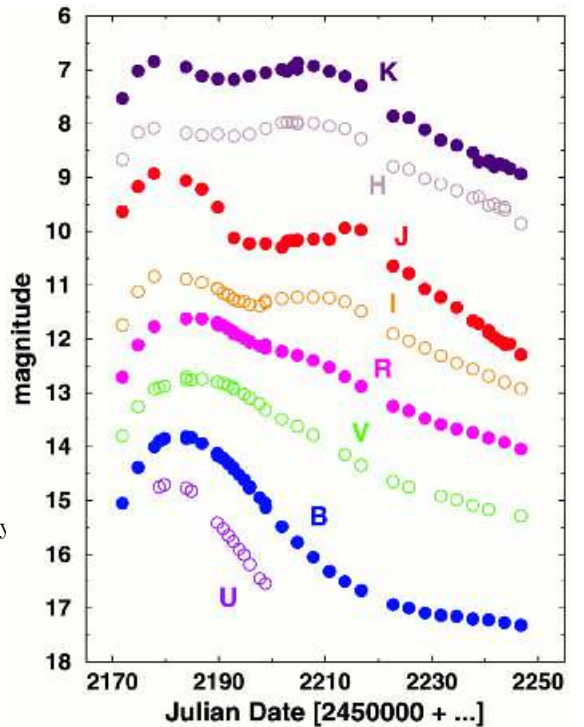 6
7
8
9
10
11
12
13
14
15
16
17
18
magnitude
K
H
J
I
R
V
B
U
y
2170 2190 2210 2230 2250
Julian Date [2450000 + ...]